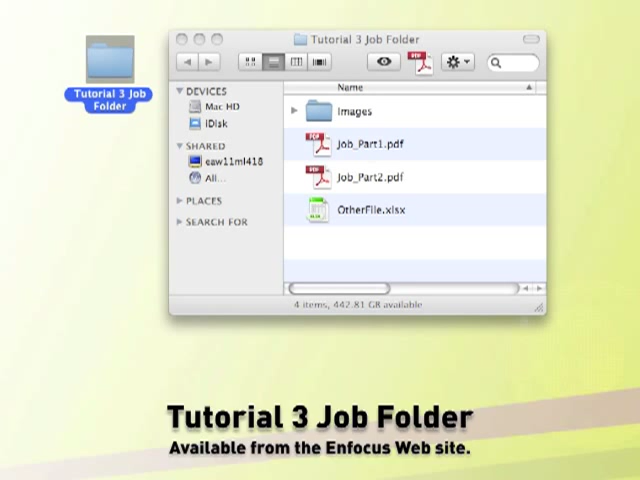 Tutorial 3 Job
Folder
Tutorial 3 Job Folder
Name
DEVICES
Mac HD
iDisk
SHARED
eaw11ml418
All...
PLACES
SEARCH FOR
Images
Job_Part1.pdf
Job_Part2.pdf
OtherFile.xlsx
4 items, 442.81 GB available
Tutorial 3 Job Folder
Available from the Enfocus Web site.